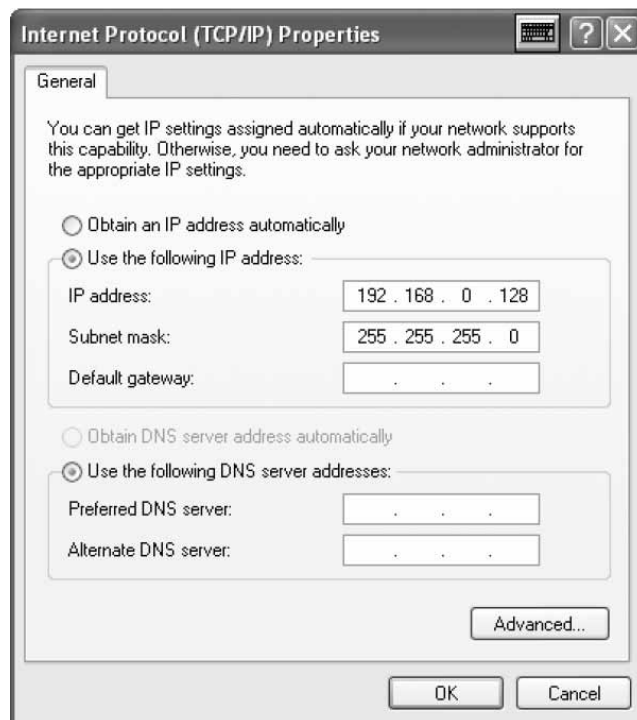 Internet Protocol (TCP/IP) Properties
General
You can get IP settings assigned automatically if your network supports
this capability. Otherwise, you need to ask your network administrator for
the appropriate IP settings.
Obtain an IP address automatically
Use the following IP address:
IP address: 192 . 168 . 0 . 128
Subnet mask: 255 . 255 . 255 . 0
Default gateway: . . .
Obtain DNS server address automatically
Use the following DNS server addresses:
Preferred DNS server: . . .
Alternate DNS server: . . .
Advanced...
OK Cancel